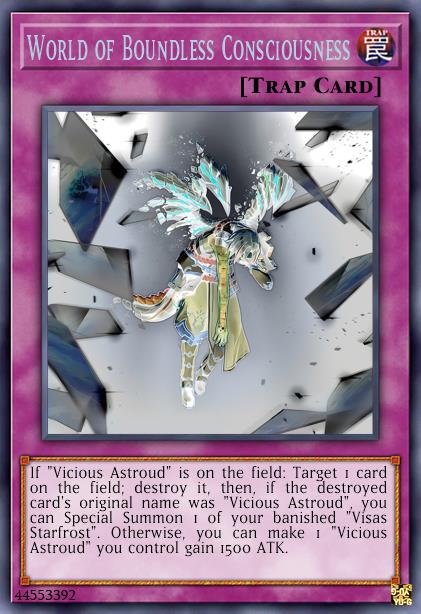 World of Boundless Consciousness
TRAP
罠
[Trap Card]
If "Vicious Astroud" is on the field: Target 1 card
on the field; destroy it, then, if the destroyed
card's original name was "Vicious Astroud", you
can Special Summon 1 of your banished "Visas
Starfrost". Otherwise, you can make 1 "Vicious
Astroud" you control gain 1500 ATK.
44553392